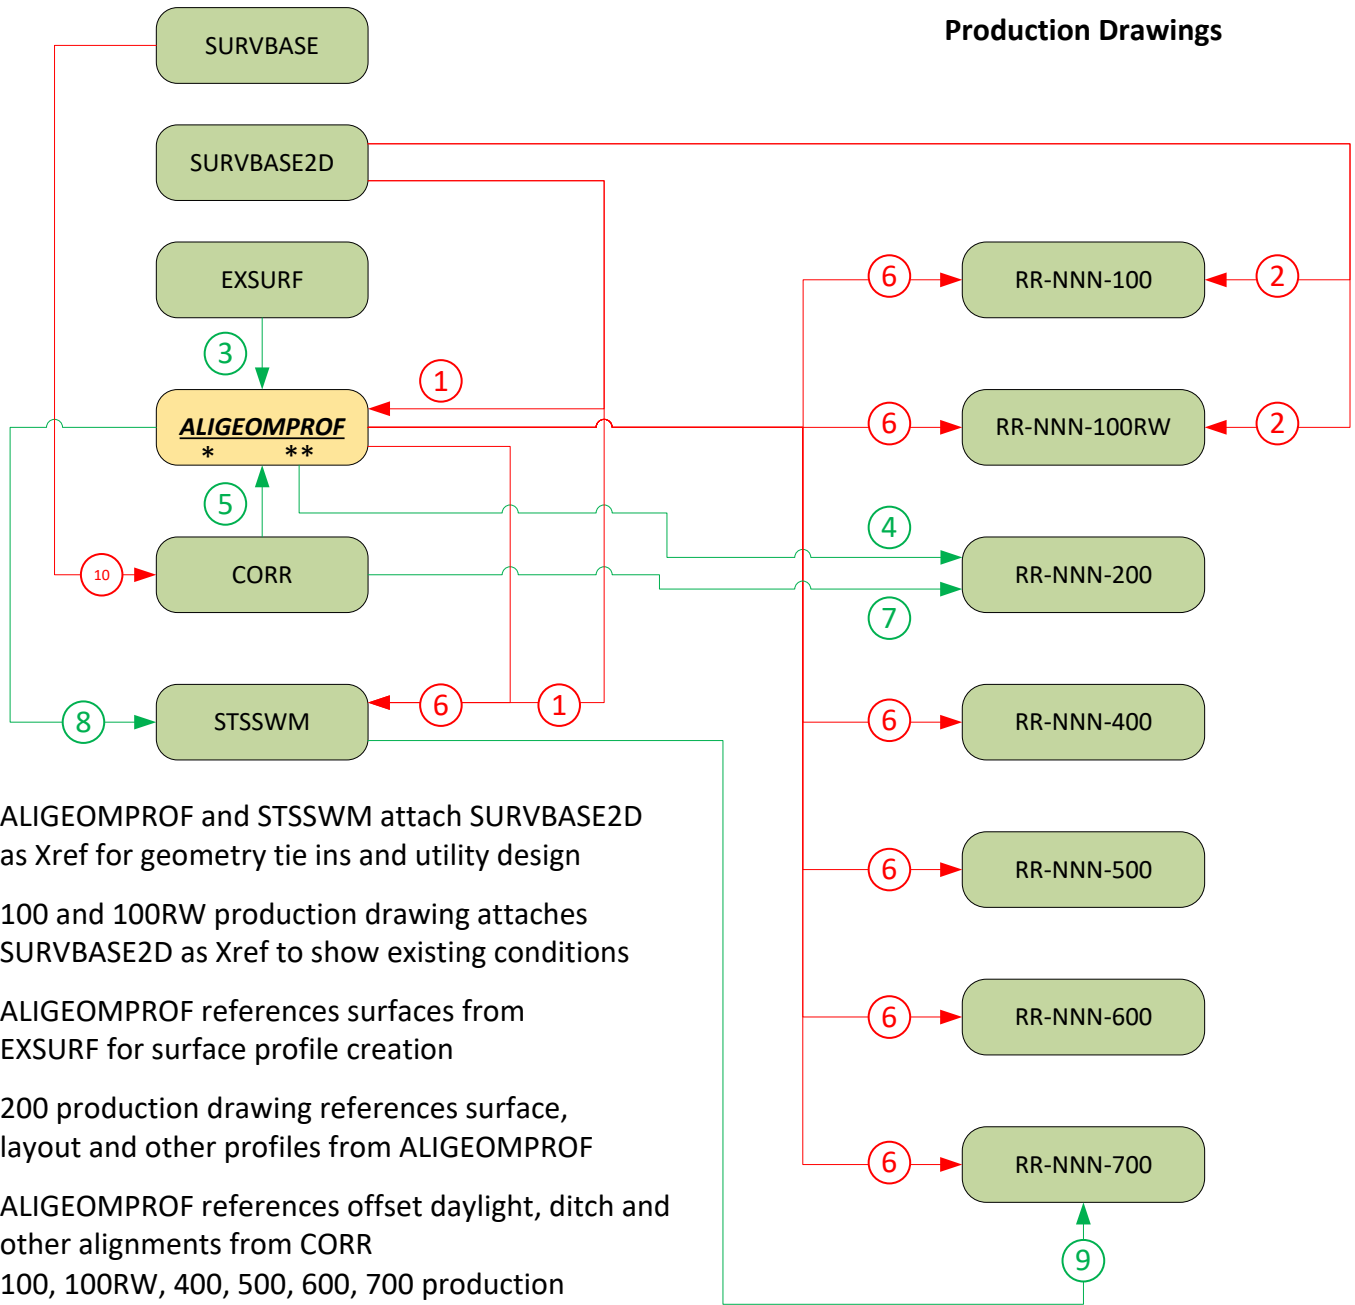 Production Drawings
SURVBASE
SURVBASE2D
EXSURF
RR-NNN-100
6
2
3
1
ALIGEOMPROF
* **
RR-NNN-100RW
6
2
5
4
CORR
10
RR-NNN-200
7
STSSWM
8
6
1
6
RR-NNN-400
6
RR-NNN-500
6
RR-NNN-600
6
RR-NNN-700
9
ALIGEOMPROF and STSSWM attach SURVBASE2D
as Xref for geometry tie ins and utility design
100 and 100RW production drawing attaches
SURVBASE2D as Xref to show existing conditions
ALIGEOMPROF references surfaces from
EXSURF for surface profile creation
200 production drawing references surface,
layout and other profiles from ALIGEOMPROF
ALIGEOMPROF references offset daylight, ditch and
other alignments from CORR
100, 100RW, 400, 500, 600, 700 production